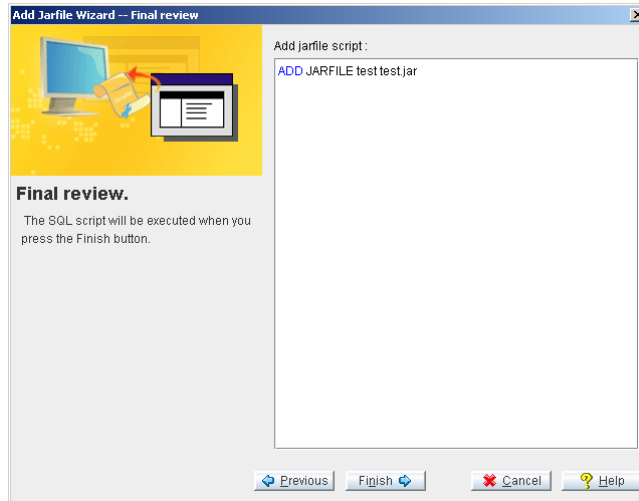 Add Jarfile Wizard -- Final review
Add jarfile script :
ADD JARFILE test test.jar
Final review.
The SQL script will be executed when you
press the Finish button.
Previous
Finish
Cancel
Help